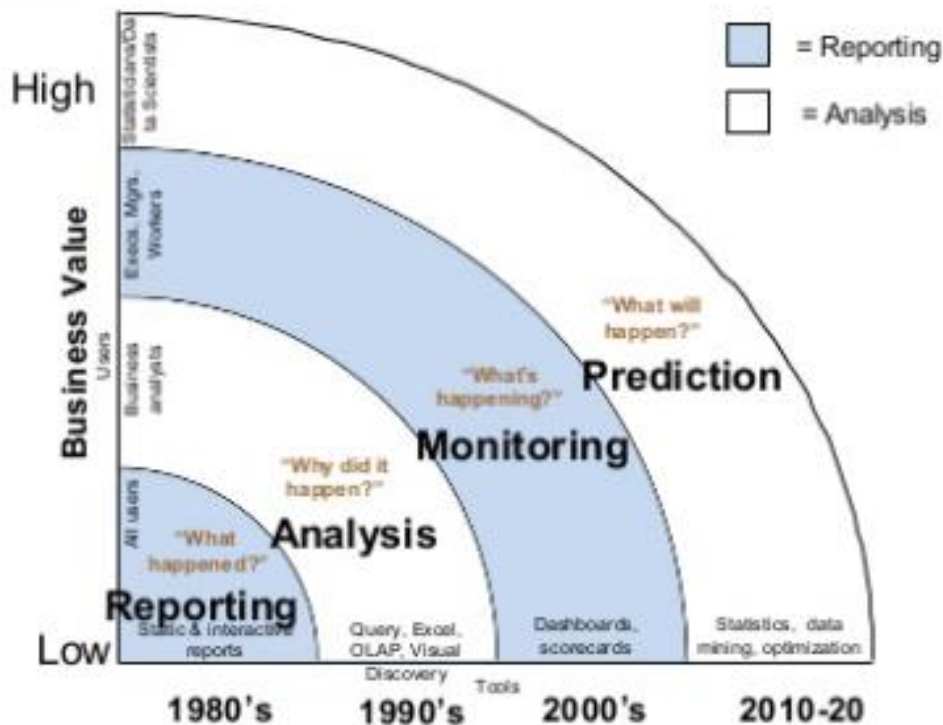 = Reporting
= Analysis
High
Business Value
Users
Low
Statisticians/Da
ta Scientists
Execs, Mgrs,
Workers
Business
analysts
All users
"What will
happen?"
Prediction
"What's
happening?"
Monitoring
"Why did it
happen?"
Analysis
"What
happened?"
Reporting
Static & interactive
reports
Query, Excel,
OLAP, Visual
Discovery
Dashboards,
scorecards
Statistics, data
mining, optimization
Tools
1980's
1990's
2000's
2010-20